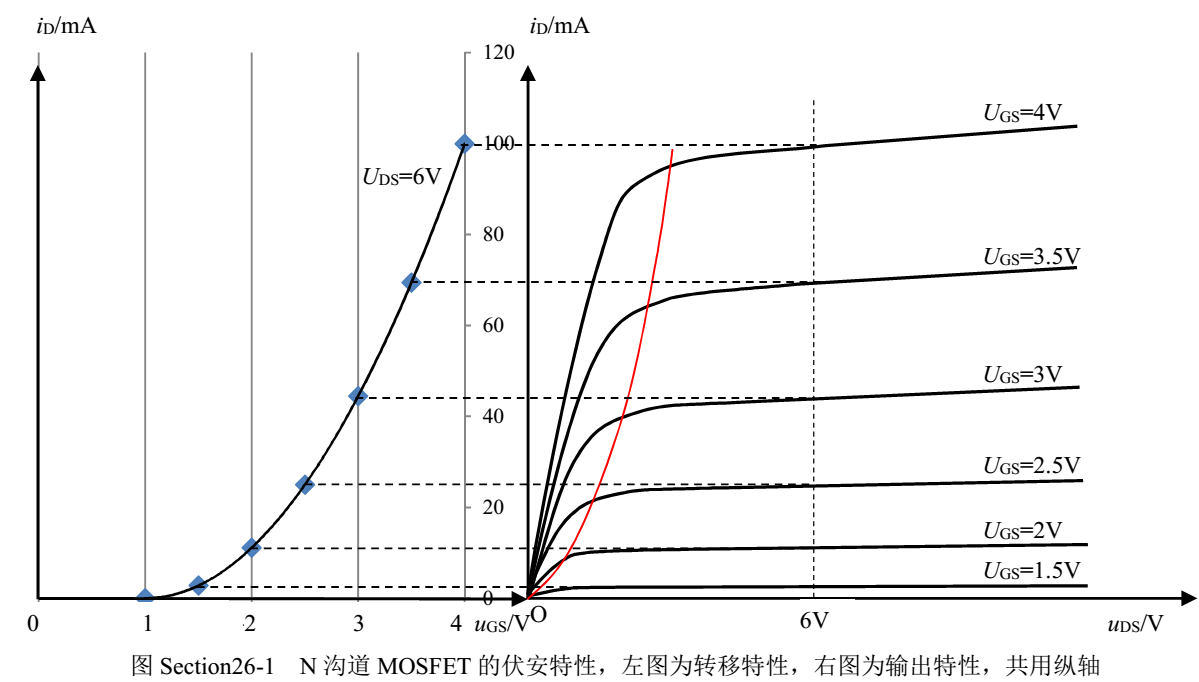 iD/mA
iD/mA
120
100
80
60
40
20
0
UDS=6V
UGS=4V
UGS=3.5V
UGS=3V
UGS=2.5V
UGS=2V
UGS=1.5V
0 1 2 3 4 uGS/V O 6V uDS/V
图 Section26-1 N 沟道 MOSFET 的伏安特性，左图为转移特性，右图为输出特性，共用纵轴